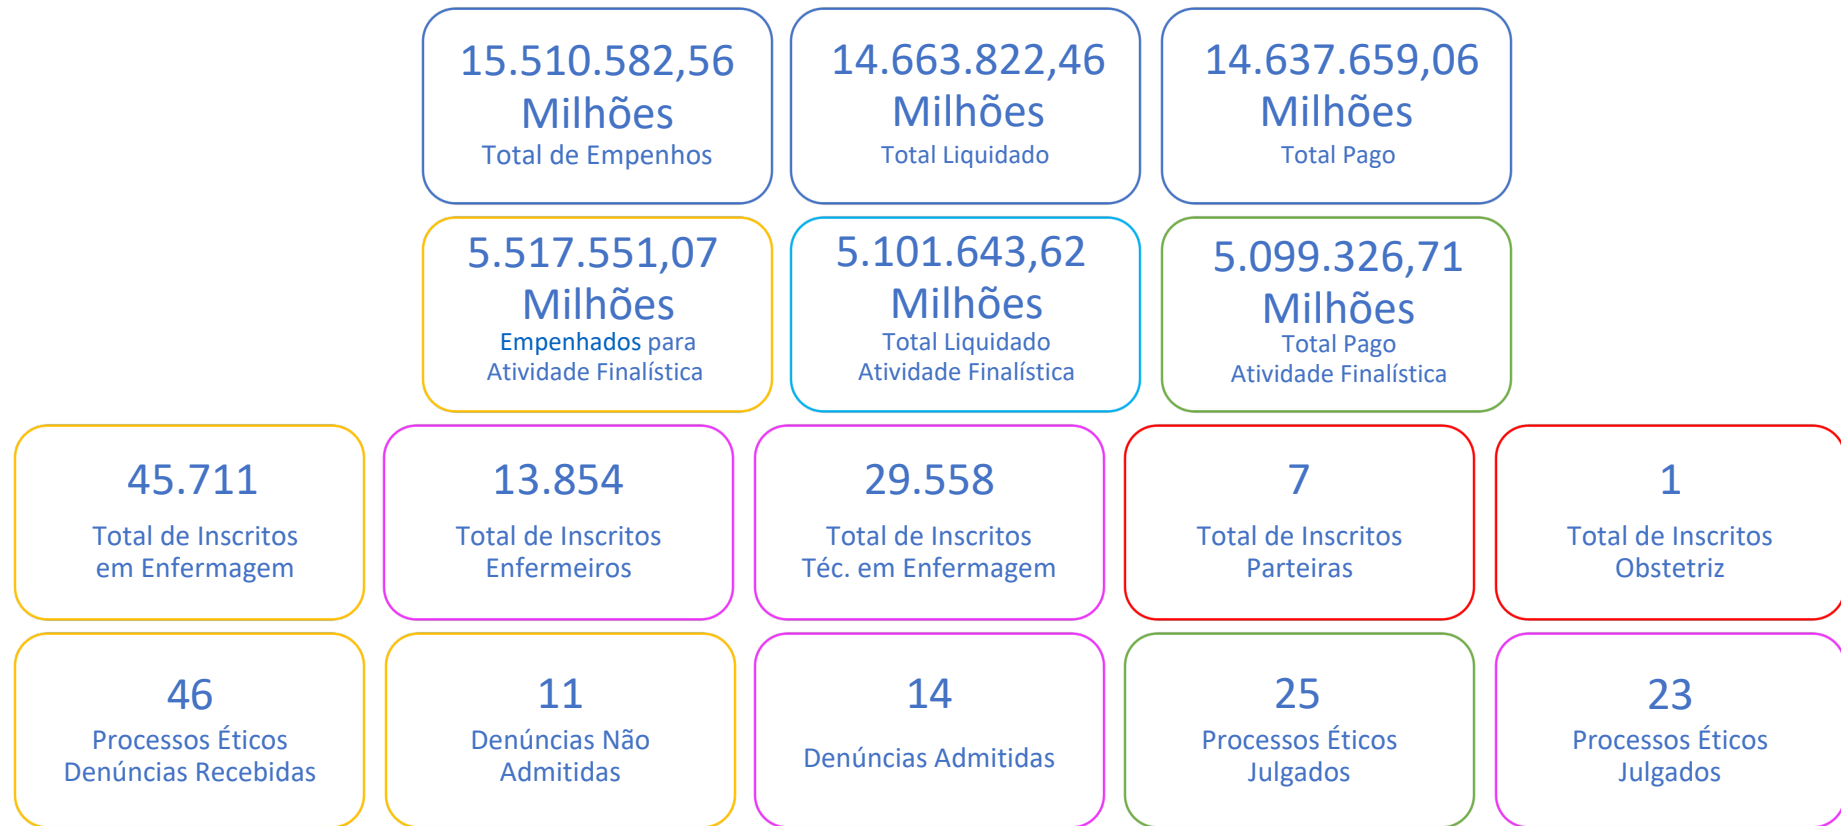 15.510.582,56
Milhões
Total de Empenhos
14.663.822,46
Milhões
Total Liquidado
14.637.659,06
Milhões
Total Pago
5.517.551,07
Milhões
Empenhados para
Atividade Finalística
5.101.643,62
Milhões
Total Liquidado
Atividade Finalística
5.099.326,71
Milhões
Total Pago
Atividade Finalística
45.711
Total de Inscritos
em Enfermagem
13.854
Total de Inscritos
Enfermeiros
29.558
Total de Inscritos
Téc. em Enfermagem
7
Total de Inscritos
Parteiras
1
Total de Inscritos
Obstetriz
46
Processos Éticos
Denúncias Recebidas
11
Denúncias Não
Admitidas
14
Denúncias Admitidas
25
Processos Éticos
Julgados
23
Processos Éticos
Julgados